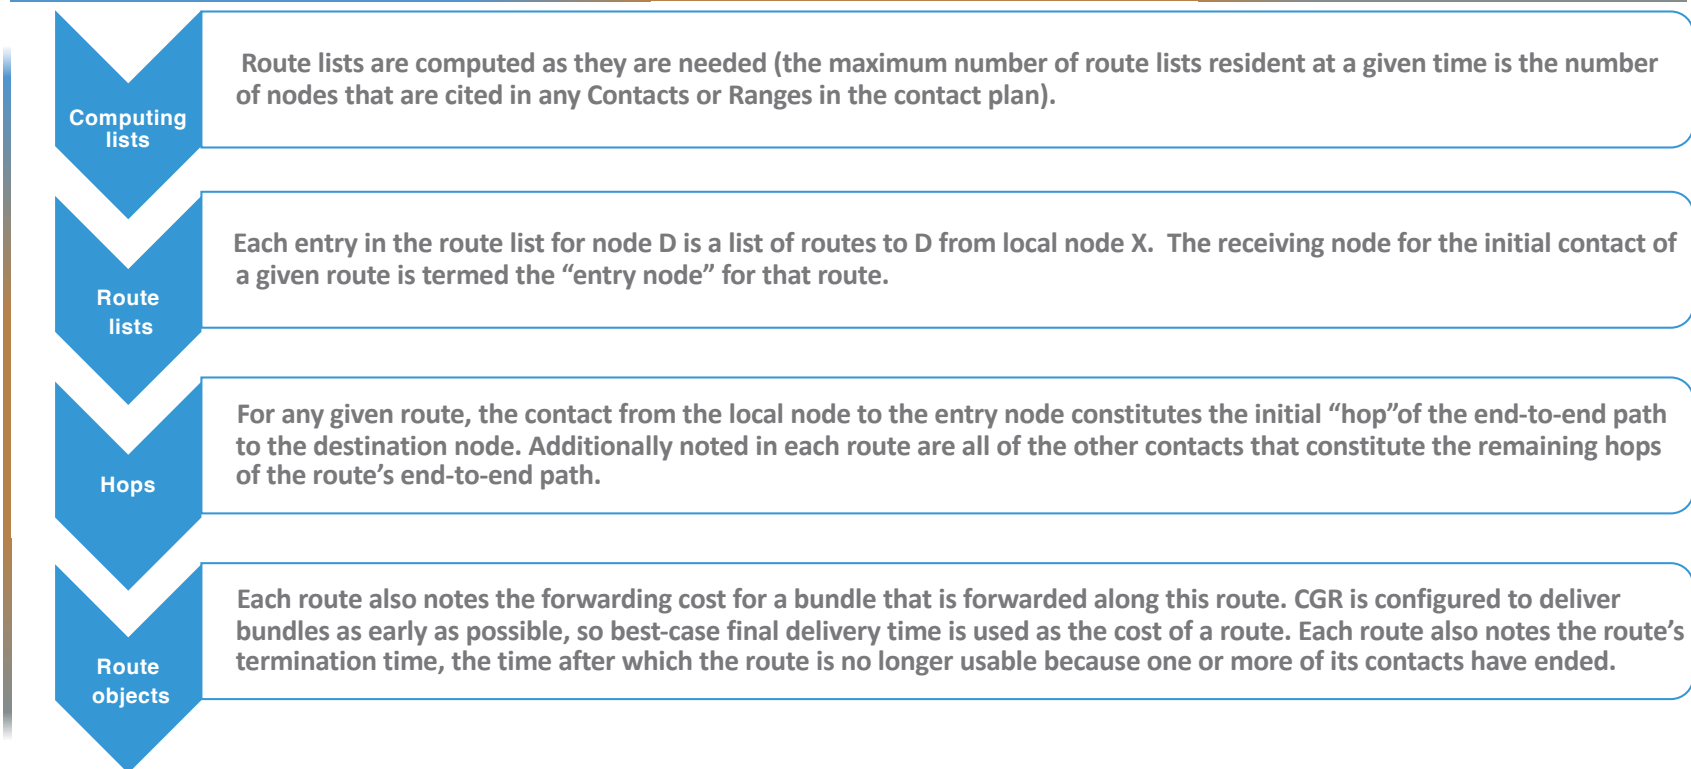 Computing
lists
Route lists are computed as they are needed (the maximum number of route lists resident at a given time is the number
of nodes that are cited in any Contacts or Ranges in the contact plan).
Route
lists
Each entry in the route list for node D is a list of routes to D from local node X.  The receiving node for the initial contact of
a given route is termed the “entry node” for that route.
Hops
For any given route, the contact from the local node to the entry node constitutes the initial “hop”of the end-to-end path
to the destination node. Additionally noted in each route are all of the other contacts that constitute the remaining hops
of the route’s end-to-end path.
Route
objects
Each route also notes the forwarding cost for a bundle that is forwarded along this route. CGR is configured to deliver
bundles as early as possible, so best-case final delivery time is used as the cost of a route. Each route also notes the route’s
termination time, the time after which the route is no longer usable because one or more of its contacts have ended.